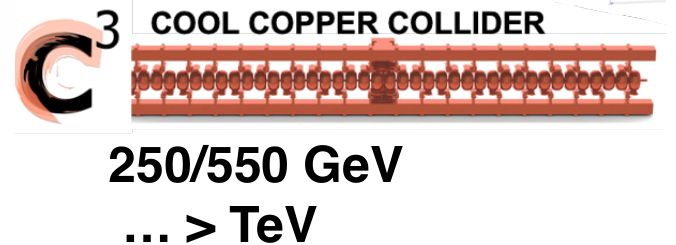 C3 COOL COPPER COLLIDER
250/550 GeV
... > TeV